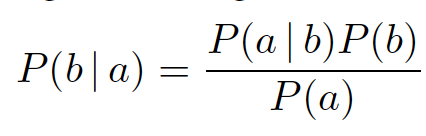 P(b | a) = P(a | b)P(b) / P(a)